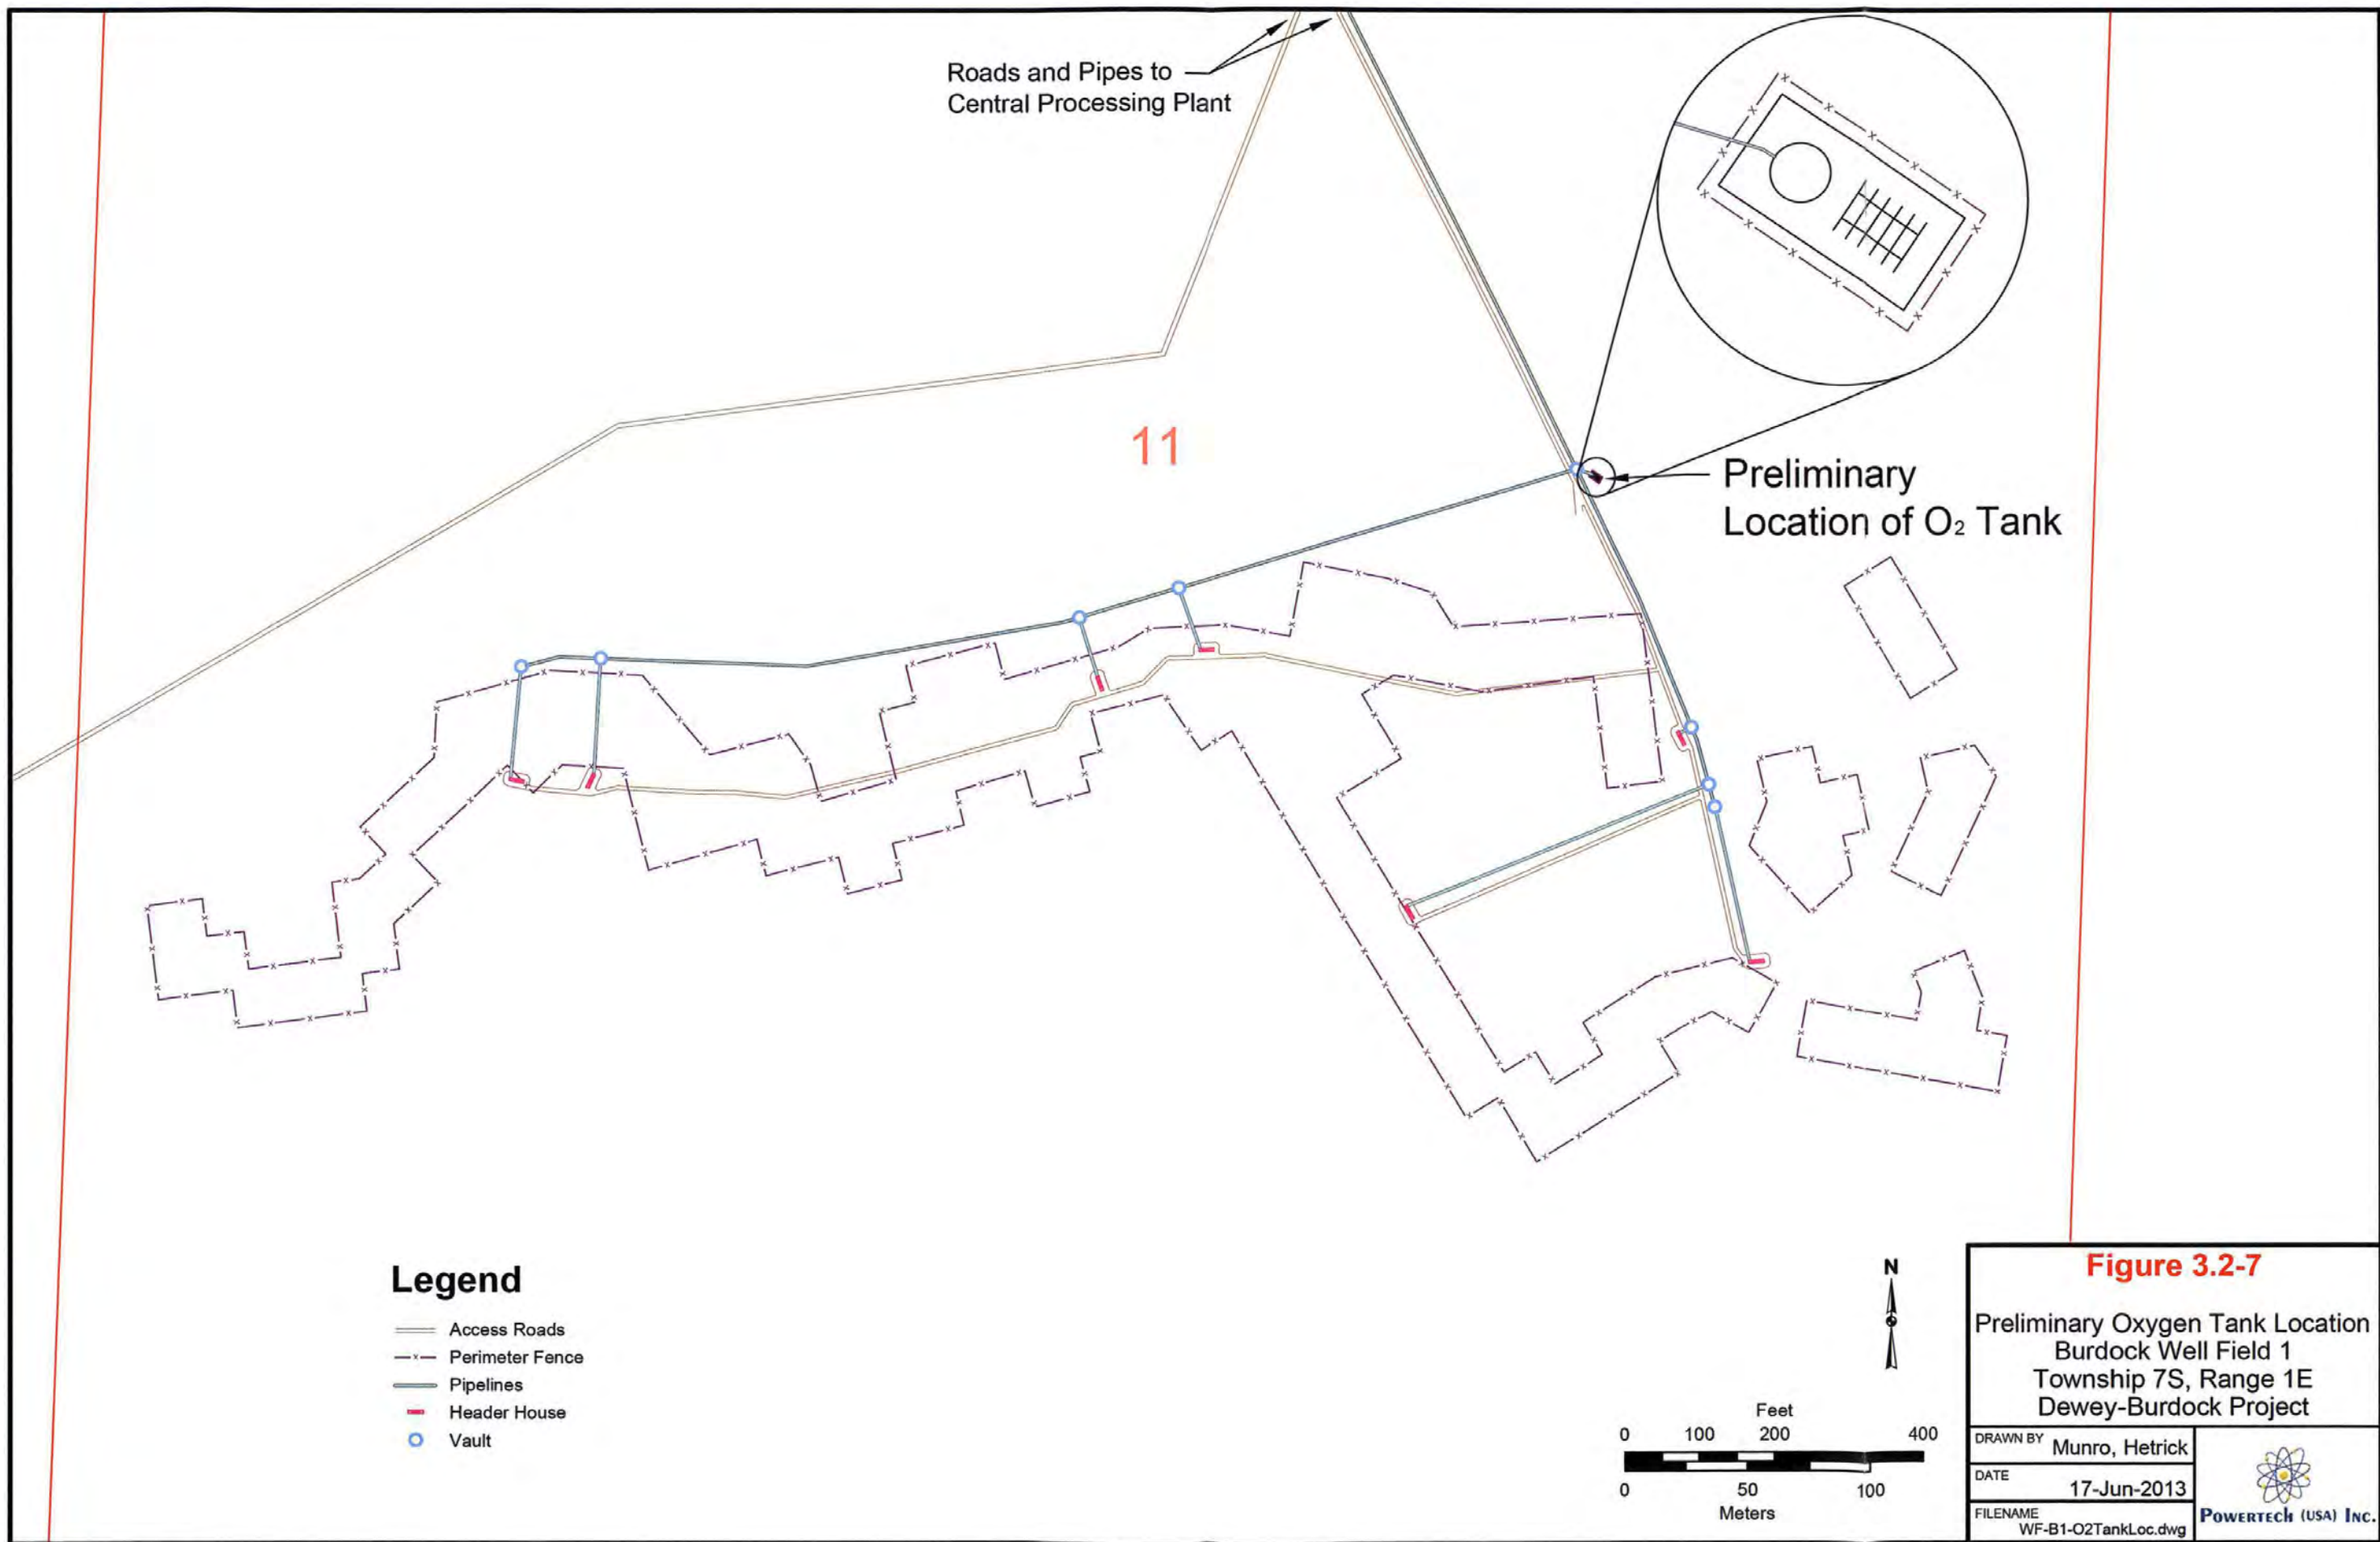 Roads and Pipes to
Central Processing Plant
11
Preliminary
Location of O₂ Tank
Legend
Access Roads
Perimeter Fence
Pipelines
Header House
Vault
N
Feet
0 100 200 400
0 50 100
Meters
Figure 3.2-7
Preliminary Oxygen Tank Location
Burdock Well Field 1
Township 7S, Range 1E
Dewey-Burdock Project
DRAWN BY Munro, Hetrick
DATE 17-Jun-2013
FILENAME WF-B1-O2TankLoc.dwg
POWERTECH (USA) INC.